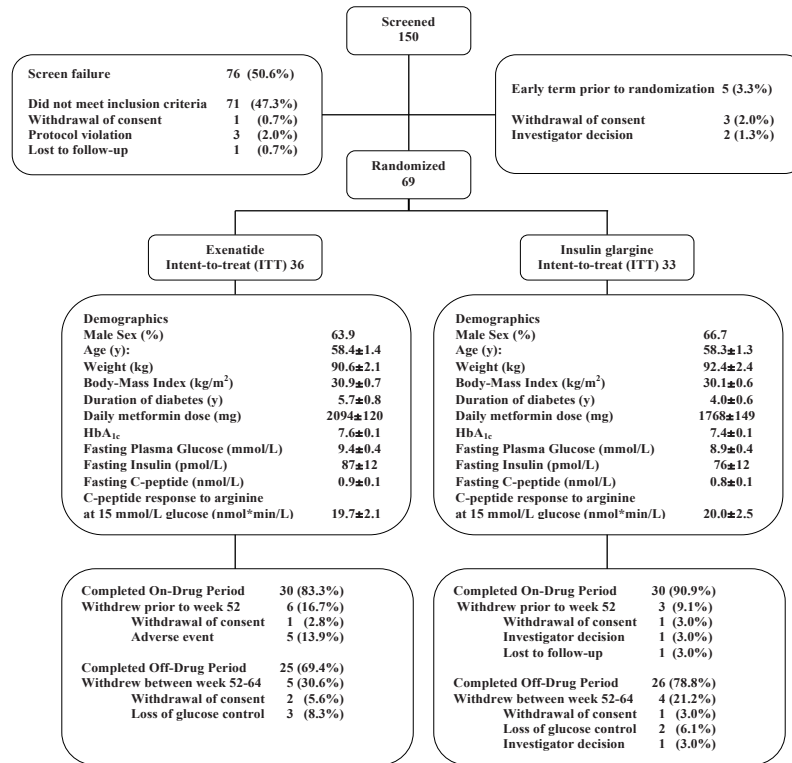 Screened
150
Screen failure 76 (50.6%)
Did not meet inclusion criteria 71 (47.3%)
Withdrawal of consent 1 (0.7%)
Protocol violation 3 (2.0%)
Lost to follow-up 1 (0.7%)
Early term prior to randomization 5 (3.3%)
Withdrawal of consent 3 (2.0%)
Investigator decision 2 (1.3%)
Randomized
69
Exenatide
Intent-to-treat (ITT) 36
Insulin glargine
Intent-to-treat (ITT) 33
Demographics
Male Sex (%) 63.9
Age (y): 58.4±1.4
Weight (kg) 90.6±2.1
Body-Mass Index (kg/m²) 30.9±0.7
Duration of diabetes (y) 5.7±0.8
Daily metformin dose (mg) 2094±120
HbA1c 7.6±0.1
Fasting Plasma Glucose (mmol/L) 9.4±0.4
Fasting Insulin (pmol/L) 87±12
Fasting C-peptide (nmol/L) 0.9±0.1
C-peptide response to arginine
at 15 mmol/L glucose (nmol*min/L) 19.7±2.1
Demographics
Male Sex (%) 66.7
Age (y): 58.3±1.3
Weight (kg) 92.4±2.4
Body-Mass Index (kg/m²) 30.1±0.6
Duration of diabetes (y) 4.0±0.6
Daily metformin dose (mg) 1768±149
HbA1c 7.4±0.1
Fasting Plasma Glucose (mmol/L) 8.9±0.4
Fasting Insulin (pmol/L) 76±12
Fasting C-peptide (nmol/L) 0.8±0.1
C-peptide response to arginine
at 15 mmol/L glucose (nmol*min/L) 20.0±2.5
Completed On-Drug Period 30 (83.3%)
Withdrew prior to week 52 6 (16.7%)
Withdrawal of consent 1 (2.8%)
Adverse event 5 (13.9%)
Completed Off-Drug Period 25 (69.4%)
Withdrew between week 52-64 5 (30.6%)
Withdrawal of consent 2 (5.6%)
Loss of glucose control 3 (8.3%)
Completed On-Drug Period 30 (90.9%)
Withdrew prior to week 52 3 (9.1%)
Withdrawal of consent 1 (3.0%)
Investigator decision 1 (3.0%)
Lost to follow-up 1 (3.0%)
Completed Off-Drug Period 26 (78.8%)
Withdrew between week 52-64 4 (21.2%)
Withdrawal of consent 1 (3.0%)
Loss of glucose control 2 (6.1%)
Investigator decision 1 (3.0%)